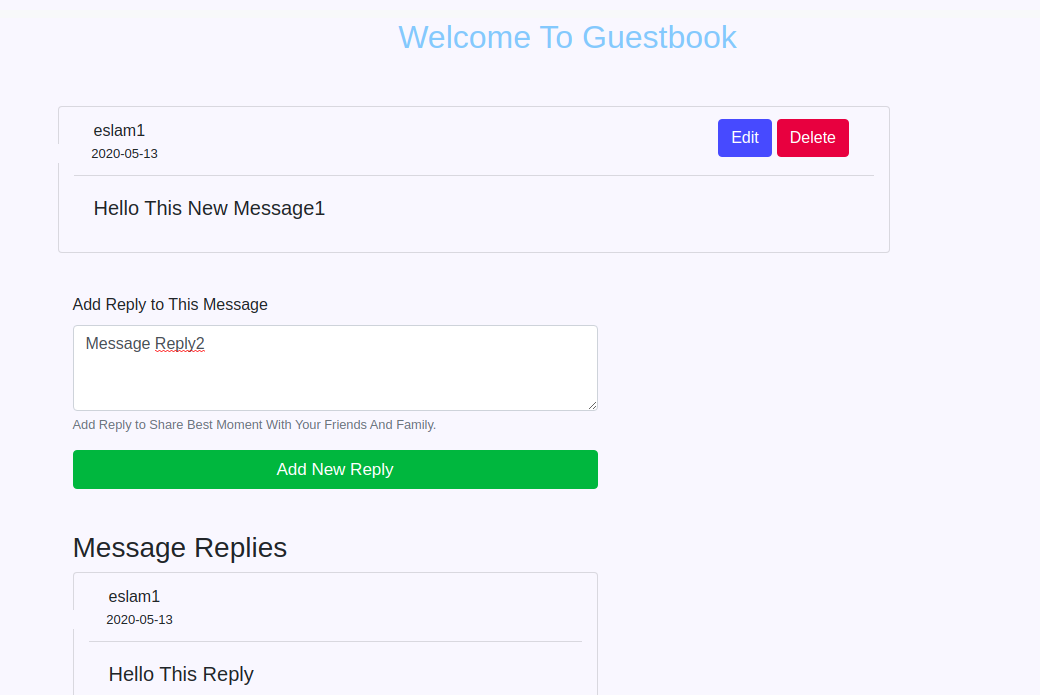 Welcome To Guestbook
eslam1
Edit Delete
2020-05-13
Hello This New Message1
Add Reply to This Message
Message Reply2
Add Reply to Share Best Moment With Your Friends And Family.
Add New Reply
Message Replies
eslam1
2020-05-13
Hello This Reply